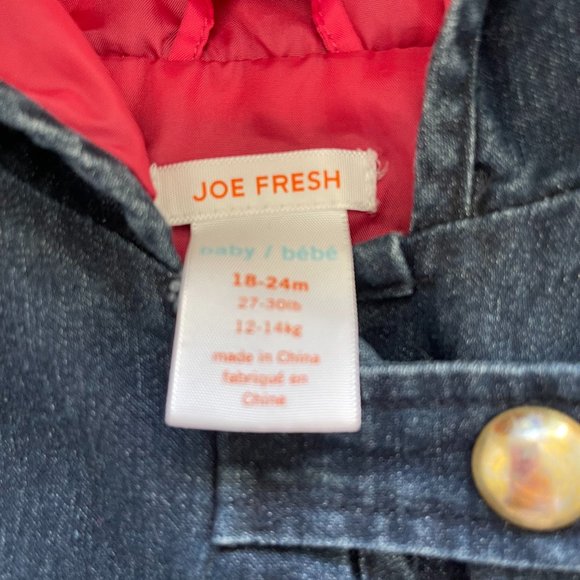 JOE FRESH
baby / bébé
18-24m
27-30lb
12-14kg
made in China
fabriqué en
Chine